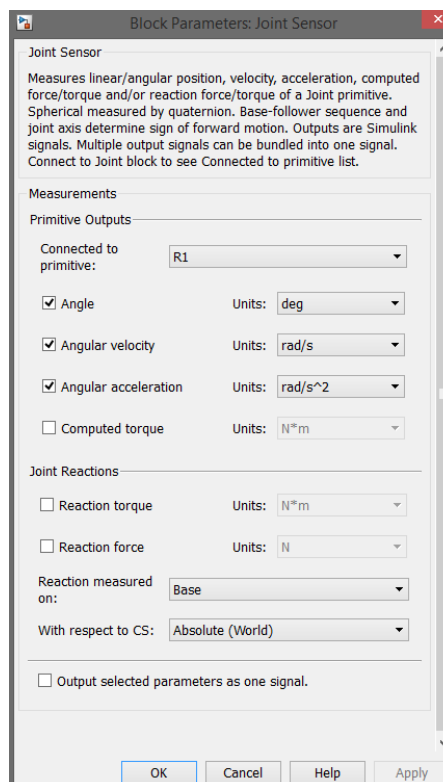 Block Parameters: Joint Sensor
Joint Sensor
Measures linear/angular position, velocity, acceleration, computed
force/torque and/or reaction force/torque of a Joint primitive.
Spherical measured by quaternion. Base-follower sequence and
joint axis determine sign of forward motion. Outputs are Simulink
signals. Multiple output signals can be bundled into one signal.
Connect to Joint block to see Connected to primitive list.
Measurements
Primitive Outputs
Connected to
primitive: R1
Angle Units: deg
Angular velocity Units: rad/s
Angular acceleration Units: rad/s^2
Computed torque Units: N*m
Joint Reactions
Reaction torque Units: N*m
Reaction force Units: N
Reaction measured
on: Base
With respect to CS: Absolute (World)
Output selected parameters as one signal.
OK Cancel Help Apply